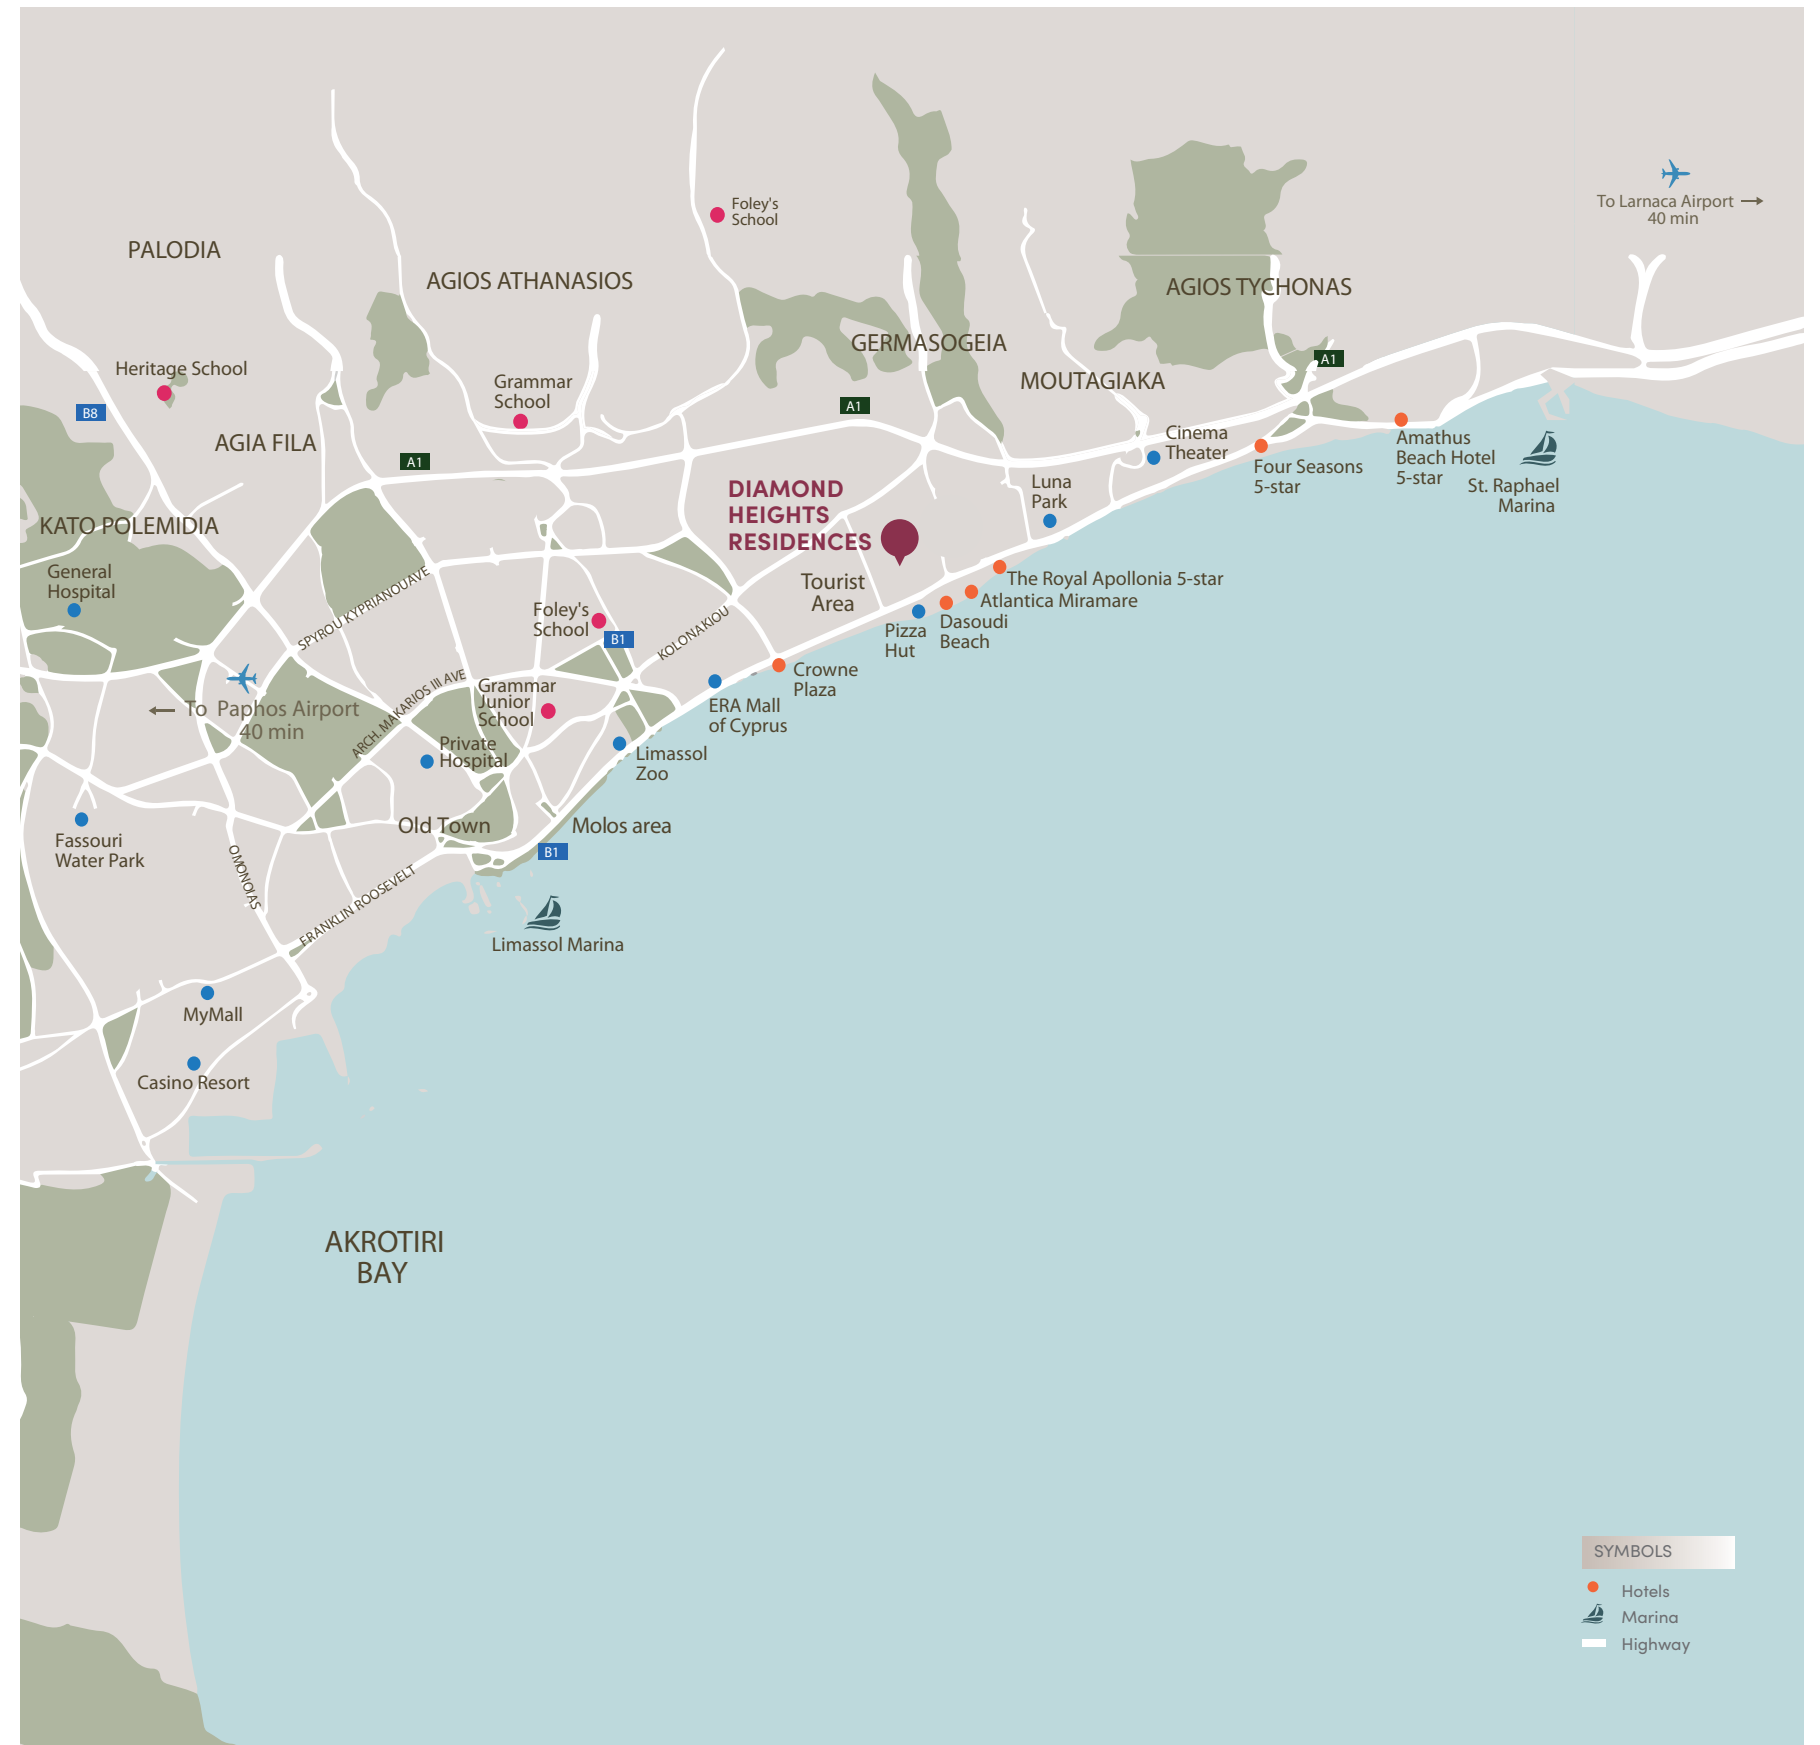 To Larnaca Airport
40 min
Foley's
School
PALODIA
AGIOS ATHANASIOS
AGIOS TYCHONAS
GERMASOGEIA
A1
Heritage School
MOUTAGIAKA
Grammar
School
B8
A1
AGIA FILA
A1
Cinema
Theater
Amathus
Beach Hotel
5-star
Four Seasons
5-star
St. Raphael
Marina
Luna
Park
DIAMOND
HEIGHTS
RESIDENCES
KATO POLEMIDIA
General
Hospital
SPYROU KYPRIANOUAVE
Tourist
Area
The Royal Apollonia 5-star
Atlantica Miramare
Foley's
School
B1
KOLONAKIOU
Pizza
Hut
Dasoudi
Beach
Crowne
Plaza
ARCH. MAKARIOS III AVE
Grammar
Junior
School
To Paphos Airport
40 min
ERA Mall
of Cyprus
Private
Hospital
Limassol
Zoo
Old Town
Molos area
Fassouri
Water Park
B1
OMONOIAS
FRANKLIN ROOSEVELT
Limassol Marina
MyMall
Casino Resort
AKROTIRI
BAY
SYMBOLS
Hotels
Marina
Highway